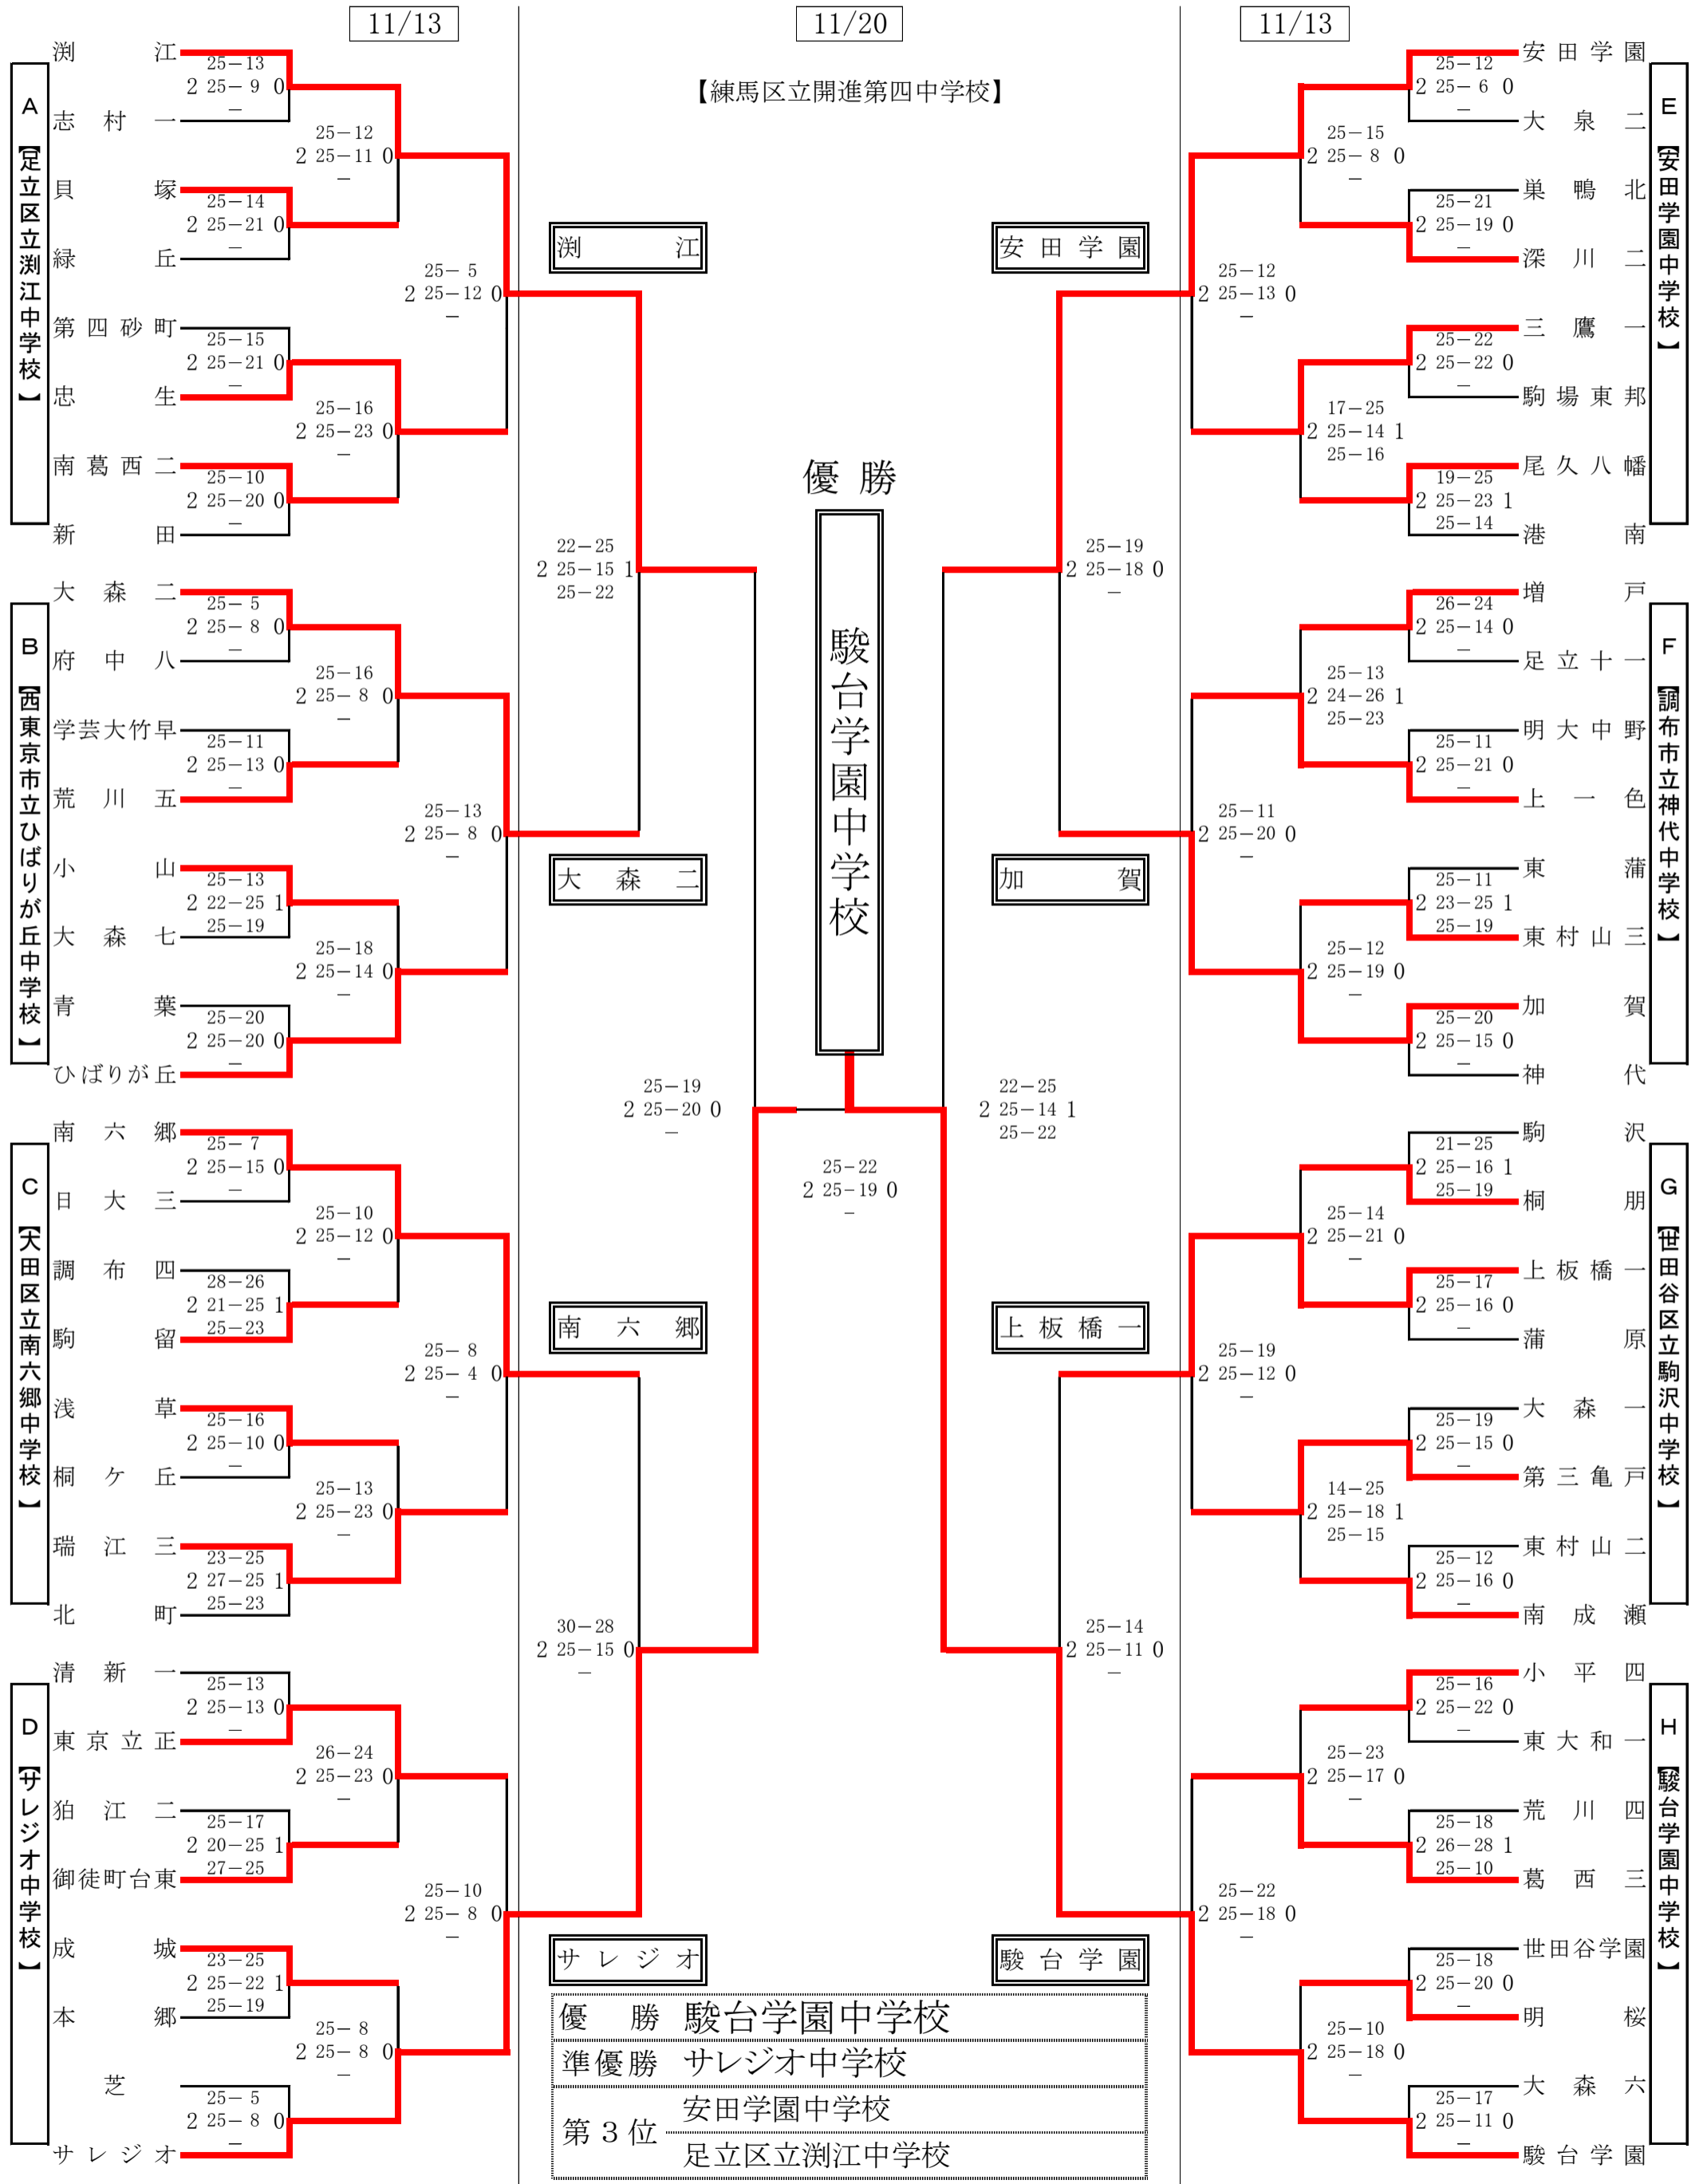 11/13
11/20
11/13
【練馬区立開進第四中学校】
A 【足立区立渕江中学校】
渕江
25－13
2 25－ 9 0
－
志村一
25－12
2 25－11 0
－
貝塚
25－14
2 25－21 0
－
緑丘
25－ 5
2 25－12 0
－
第四砂町
25－15
2 25－21 0
－
忠生
25－16
2 25－23 0
－
南葛西二
25－10
2 25－20 0
－
新田
B 【西東京市立ひばりが丘中学校】
大森二
25－ 5
2 25－ 8 0
－
府中八
25－16
2 25－ 8 0
－
学芸大竹早
25－11
2 25－13 0
－
荒川五
25－13
2 25－ 8 0
－
小山
25－13
2 22－25 1
25－19
大森七
25－18
2 25－14 0
－
青葉
25－20
2 25－20 0
－
ひばりが丘
C 【大田区立南六郷中学校】
南六郷
25－ 7
2 25－15 0
－
日大三
25－10
2 25－12 0
－
調布四
28－26
2 21－25 1
25－23
駒留
25－ 8
2 25－ 4 0
－
浅草
25－16
2 25－10 0
－
桐ケ丘
25－13
2 25－23 0
－
瑞江三
23－25
2 27－25 1
25－23
北町
D 【サレジオ中学校】
清新一
25－13
2 25－13 0
－
東京立正
26－24
2 25－23 0
－
狛江二
25－17
2 20－25 1
27－25
御徒町台東
25－10
2 25－ 8 0
－
成城
23－25
2 25－22 1
25－19
本郷
25－ 8
2 25－ 8 0
－
芝
25－ 5
2 25－ 8 0
－
サレジオ
渕江
22－25
2 25－15 1
25－22
大森二
25－19
2 25－20 0
－
南六郷
30－28
2 25－15 0
－
サレジオ
優勝
駿台学園中学校
25－22
2 25－19 0
－
安田学園
25－19
2 25－18 0
－
加賀
22－25
2 25－14 1
25－22
上板橋一
25－14
2 25－11 0
－
駿台学園
E 【安田学園中学校】
安田学園
25－12
2 25－ 6 0
－
大泉二
25－15
2 25－ 8 0
－
巣鴨北
25－21
2 25－19 0
－
深川二
25－12
2 25－13 0
－
三鷹一
25－22
2 25－22 0
－
駒場東邦
17－25
2 25－14 1
25－16
尾久八幡
19－25
2 25－23 1
25－14
港南
F 【調布市立神代中学校】
増戸
26－24
2 25－14 0
－
足立十一
25－13
2 24－26 1
25－23
明大中野
25－11
2 25－21 0
－
上一色
25－11
2 25－20 0
－
東蒲
25－11
2 23－25 1
25－19
東村山三
25－12
2 25－19 0
－
加賀
25－20
2 25－15 0
－
神代
G 【世田谷区立駒沢中学校】
駒沢
21－25
2 25－16 1
25－19
桐朋
25－14
2 25－21 0
－
上板橋一
25－17
2 25－16 0
－
蒲原
25－19
2 25－12 0
－
大森一
25－19
2 25－15 0
－
第三亀戸
14－25
2 25－18 1
25－15
東村山二
25－12
2 25－16 0
－
南成瀬
H 【駿台学園中学校】
小平四
25－16
2 25－22 0
－
東大和一
25－23
2 25－17 0
－
荒川四
25－18
2 26－28 1
25－10
葛西三
25－22
2 25－18 0
－
世田谷学園
25－18
2 25－20 0
－
明桜
25－10
2 25－18 0
－
大森六
25－17
2 25－11 0
－
駿台学園
優勝 駿台学園中学校
準優勝 サレジオ中学校
第３位 安田学園中学校
足立区立渕江中学校